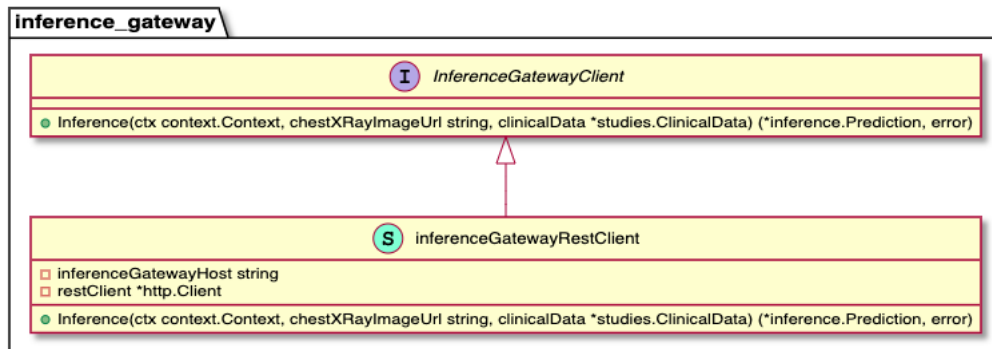 inference_gateway
I InferenceGatewayClient
Inference(ctx context.Context, chestXRayImageUrl string, clinicalData *studies.ClinicalData) (*inference.Prediction, error)
S inferenceGatewayRestClient
inferenceGatewayHost string
restClient *http.Client
Inference(ctx context.Context, chestXRayImageUrl string, clinicalData *studies.ClinicalData) (*inference.Prediction, error)